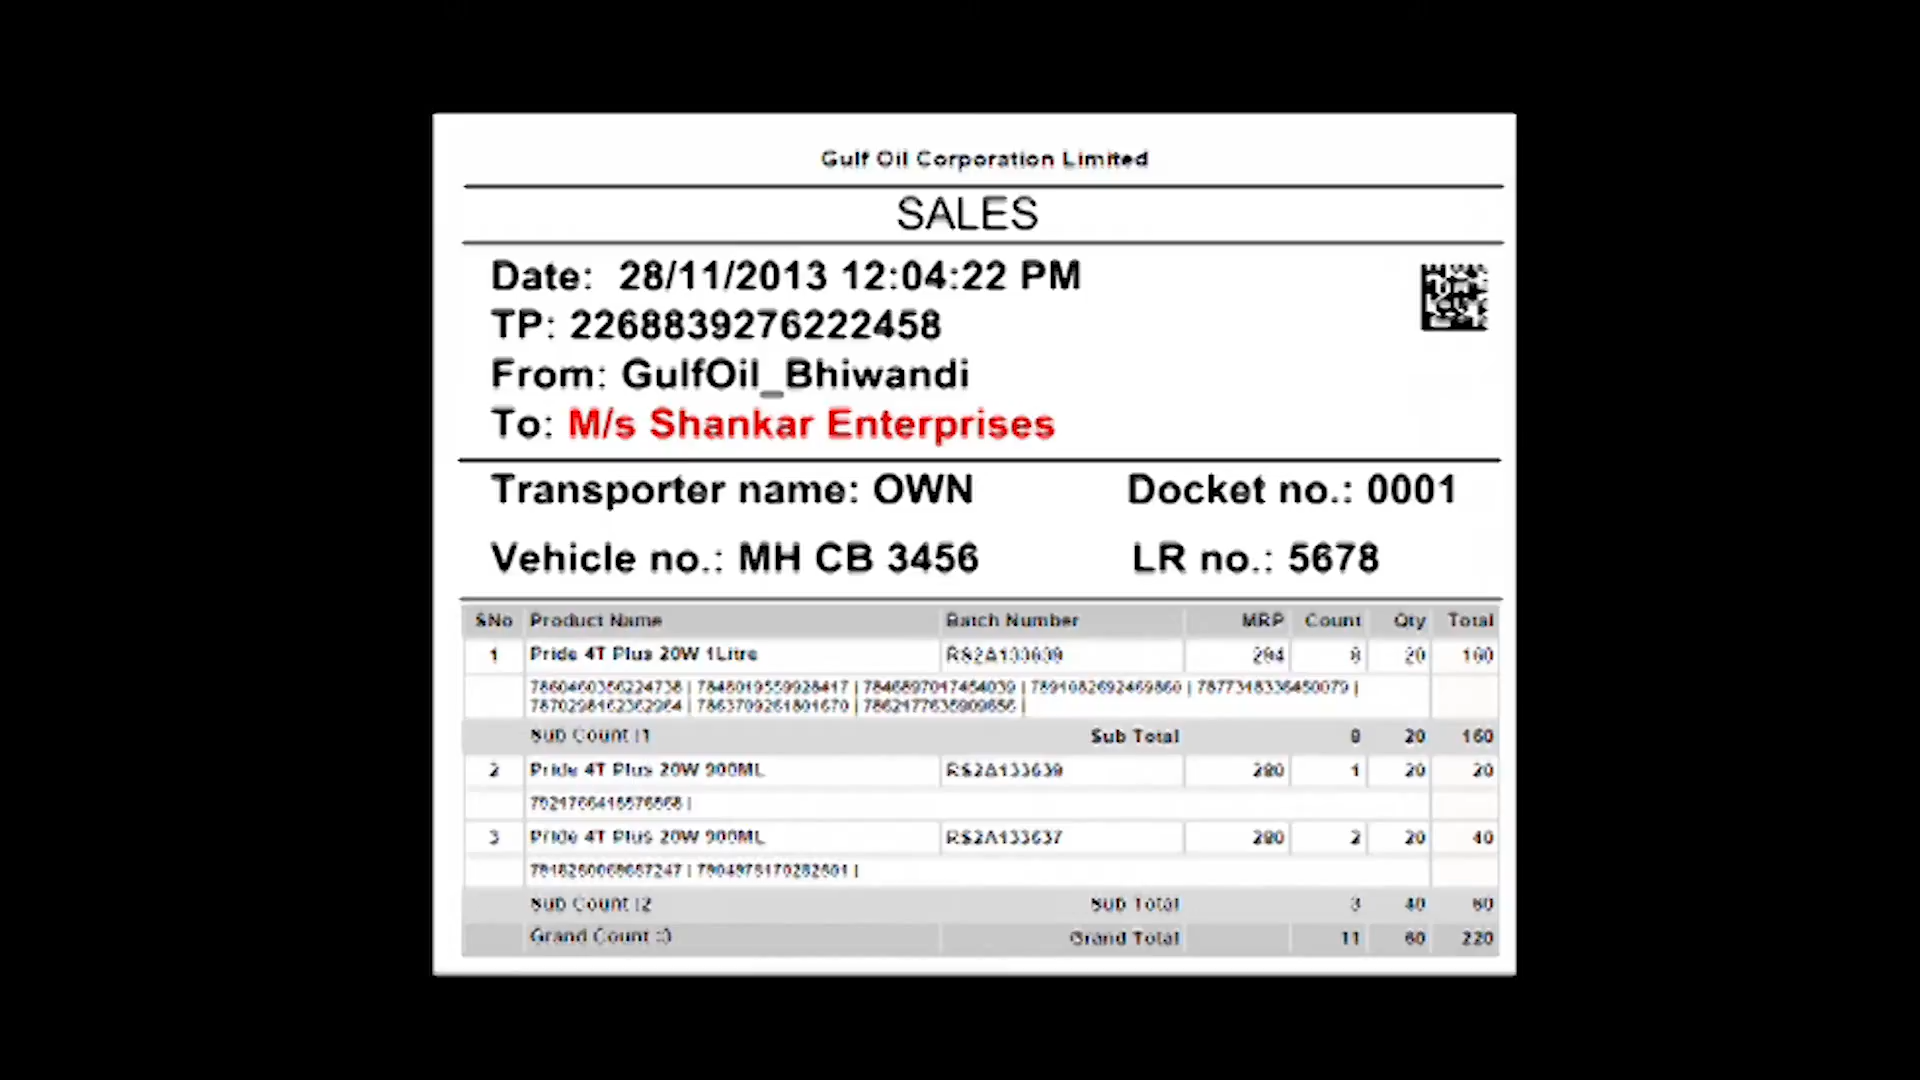 Gulf Oil Corporation Limited
SALES
Date: 28/11/2013 12:04:22 PM
TP: 2268839276222458
From: GulfOil_Bhiwandi
To: M/s Shankar Enterprises
Transporter name: OWN Docket no.: 0001
Vehicle no.: MH CB 3456 LR no.: 5678
SNo Product Name Batch Number MRP Count Qty Total
1 Pride 4T Plus 20W 1Litre 20 160
Sub Count :1 Sub Total 8 20 160
2 Pride 4T Plus 20W 900ML RS2A133639 280 1 20 20
3 Pride 4T Plus 20W 900ML RS2A133637 280 2 20 40
Sub Count :2 Sub Total 3 40 60
Grand Count :3 Grand Total 11 60 220